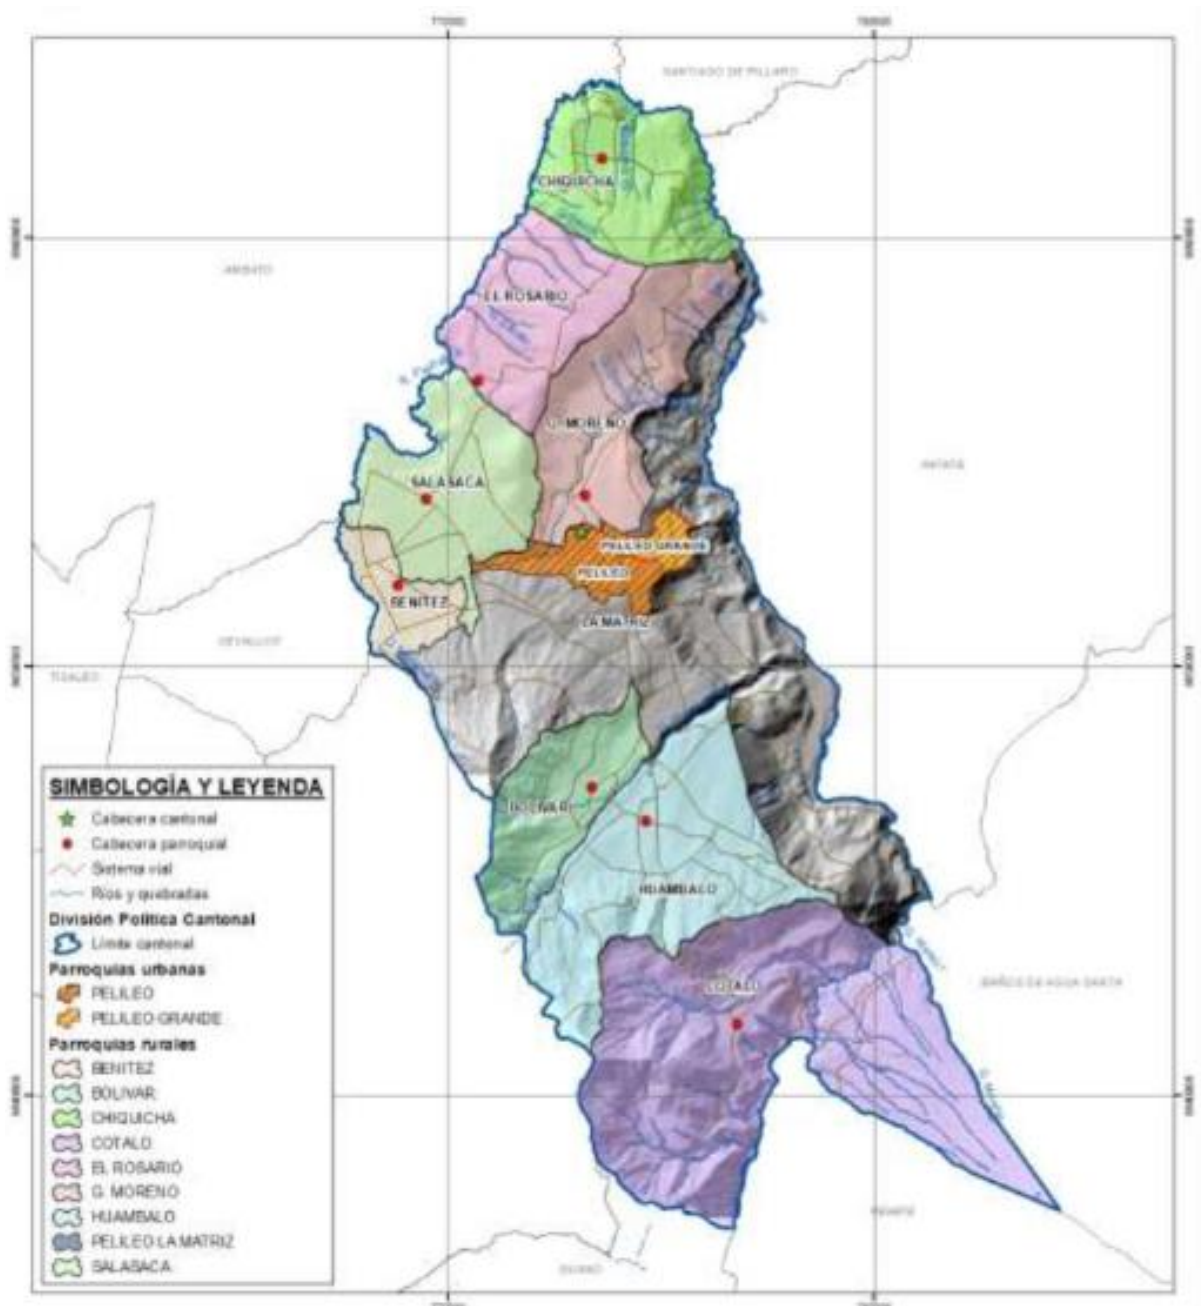 SANTIAGO DE PILLARO
CHIQUICHA
AMBATO
EL ROSARIO
G. MORENO
PATATE
SALASACA
PELILEO GRANDE
PELILEO
BENITEZ
LA MATRIZ
CEVALLOS
TISALEO
BOLIVAR
HUAMBALO
COTALO
BAÑOS DE AGUA SANTA
PENIPE
GUANO
SIMBOLOGÍA Y LEYENDA
Cabecera cantonal
Cabecera parroquial
Sistema vial
Ríos y quebradas
División Política Cantonal
Límite cantonal
Parroquias urbanas
PELILEO
PELILEO GRANDE
Parroquias rurales
BENITEZ
BOLIVAR
CHIQUICHA
COTALO
EL ROSARIO
G. MORENO
HUAMBALO
PELILEO LA MATRIZ
SALASACA